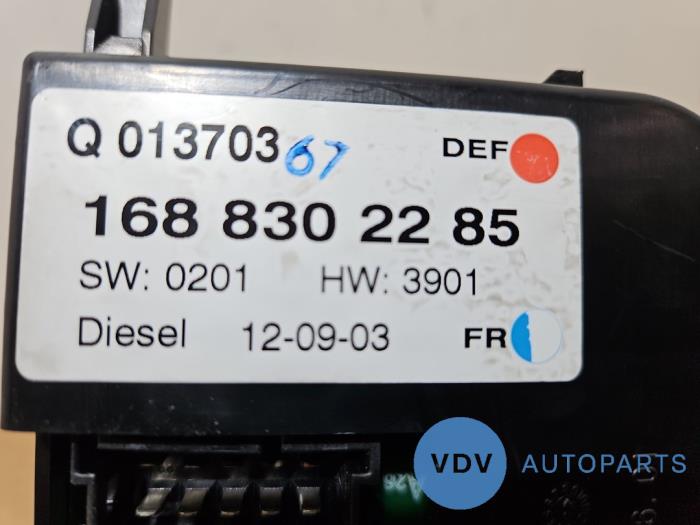 Q 013703 67 DEF
168 830 22 85
SW: 0201 HW: 3901
Diesel 12-09-03 FR
VDV AUTOPARTS